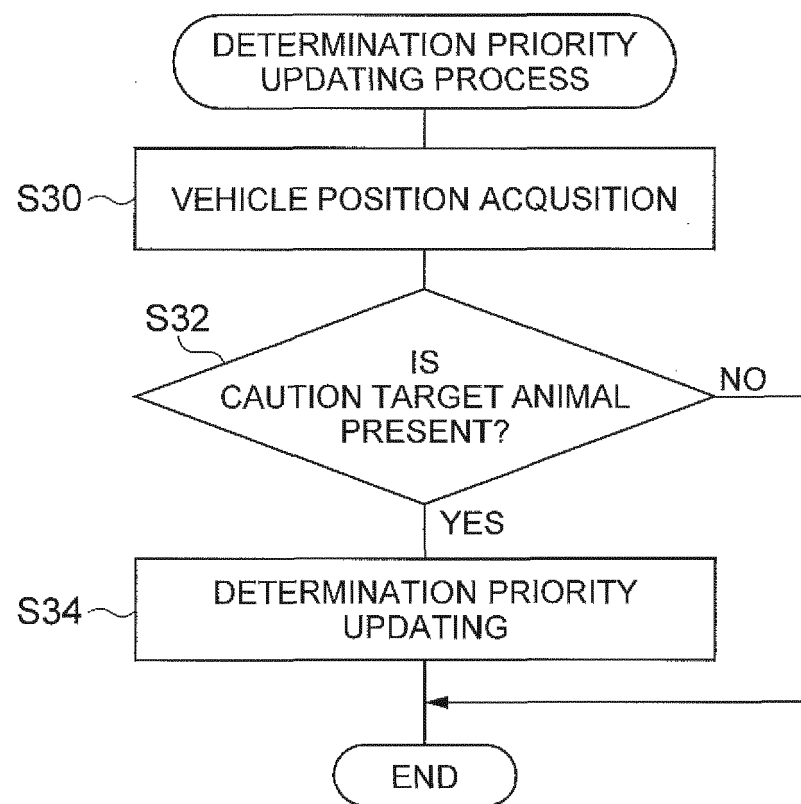 DETERMINATION PRIORITY
UPDATING PROCESS
S30
VEHICLE POSITION ACQUSITION
S32
IS
CAUTION TARGET ANIMAL
PRESENT?
NO
YES
S34
DETERMINATION PRIORITY
UPDATING
END